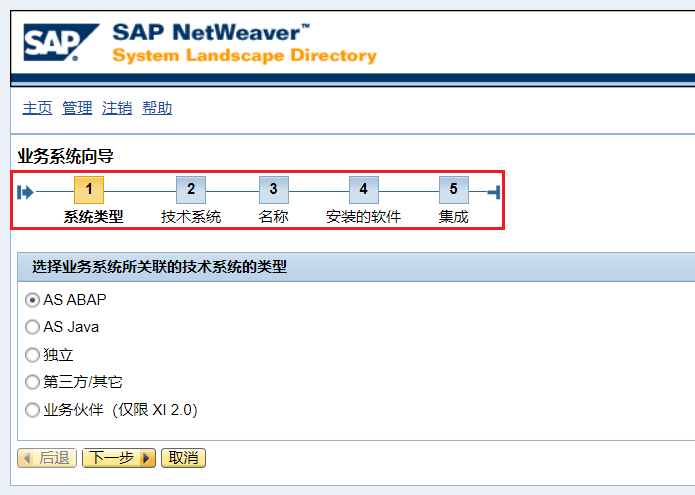 SAP SAP NetWeaver™
System Landscape Directory
主页 管理 注销 帮助
业务系统向导
1 2 3 4 5
系统类型 技术系统 名称 安装的软件 集成
选择业务系统所关联的技术系统的类型
AS ABAP
AS Java
独立
第三方/其它
业务伙伴（仅限 XI 2.0）
后退 下一步 取消